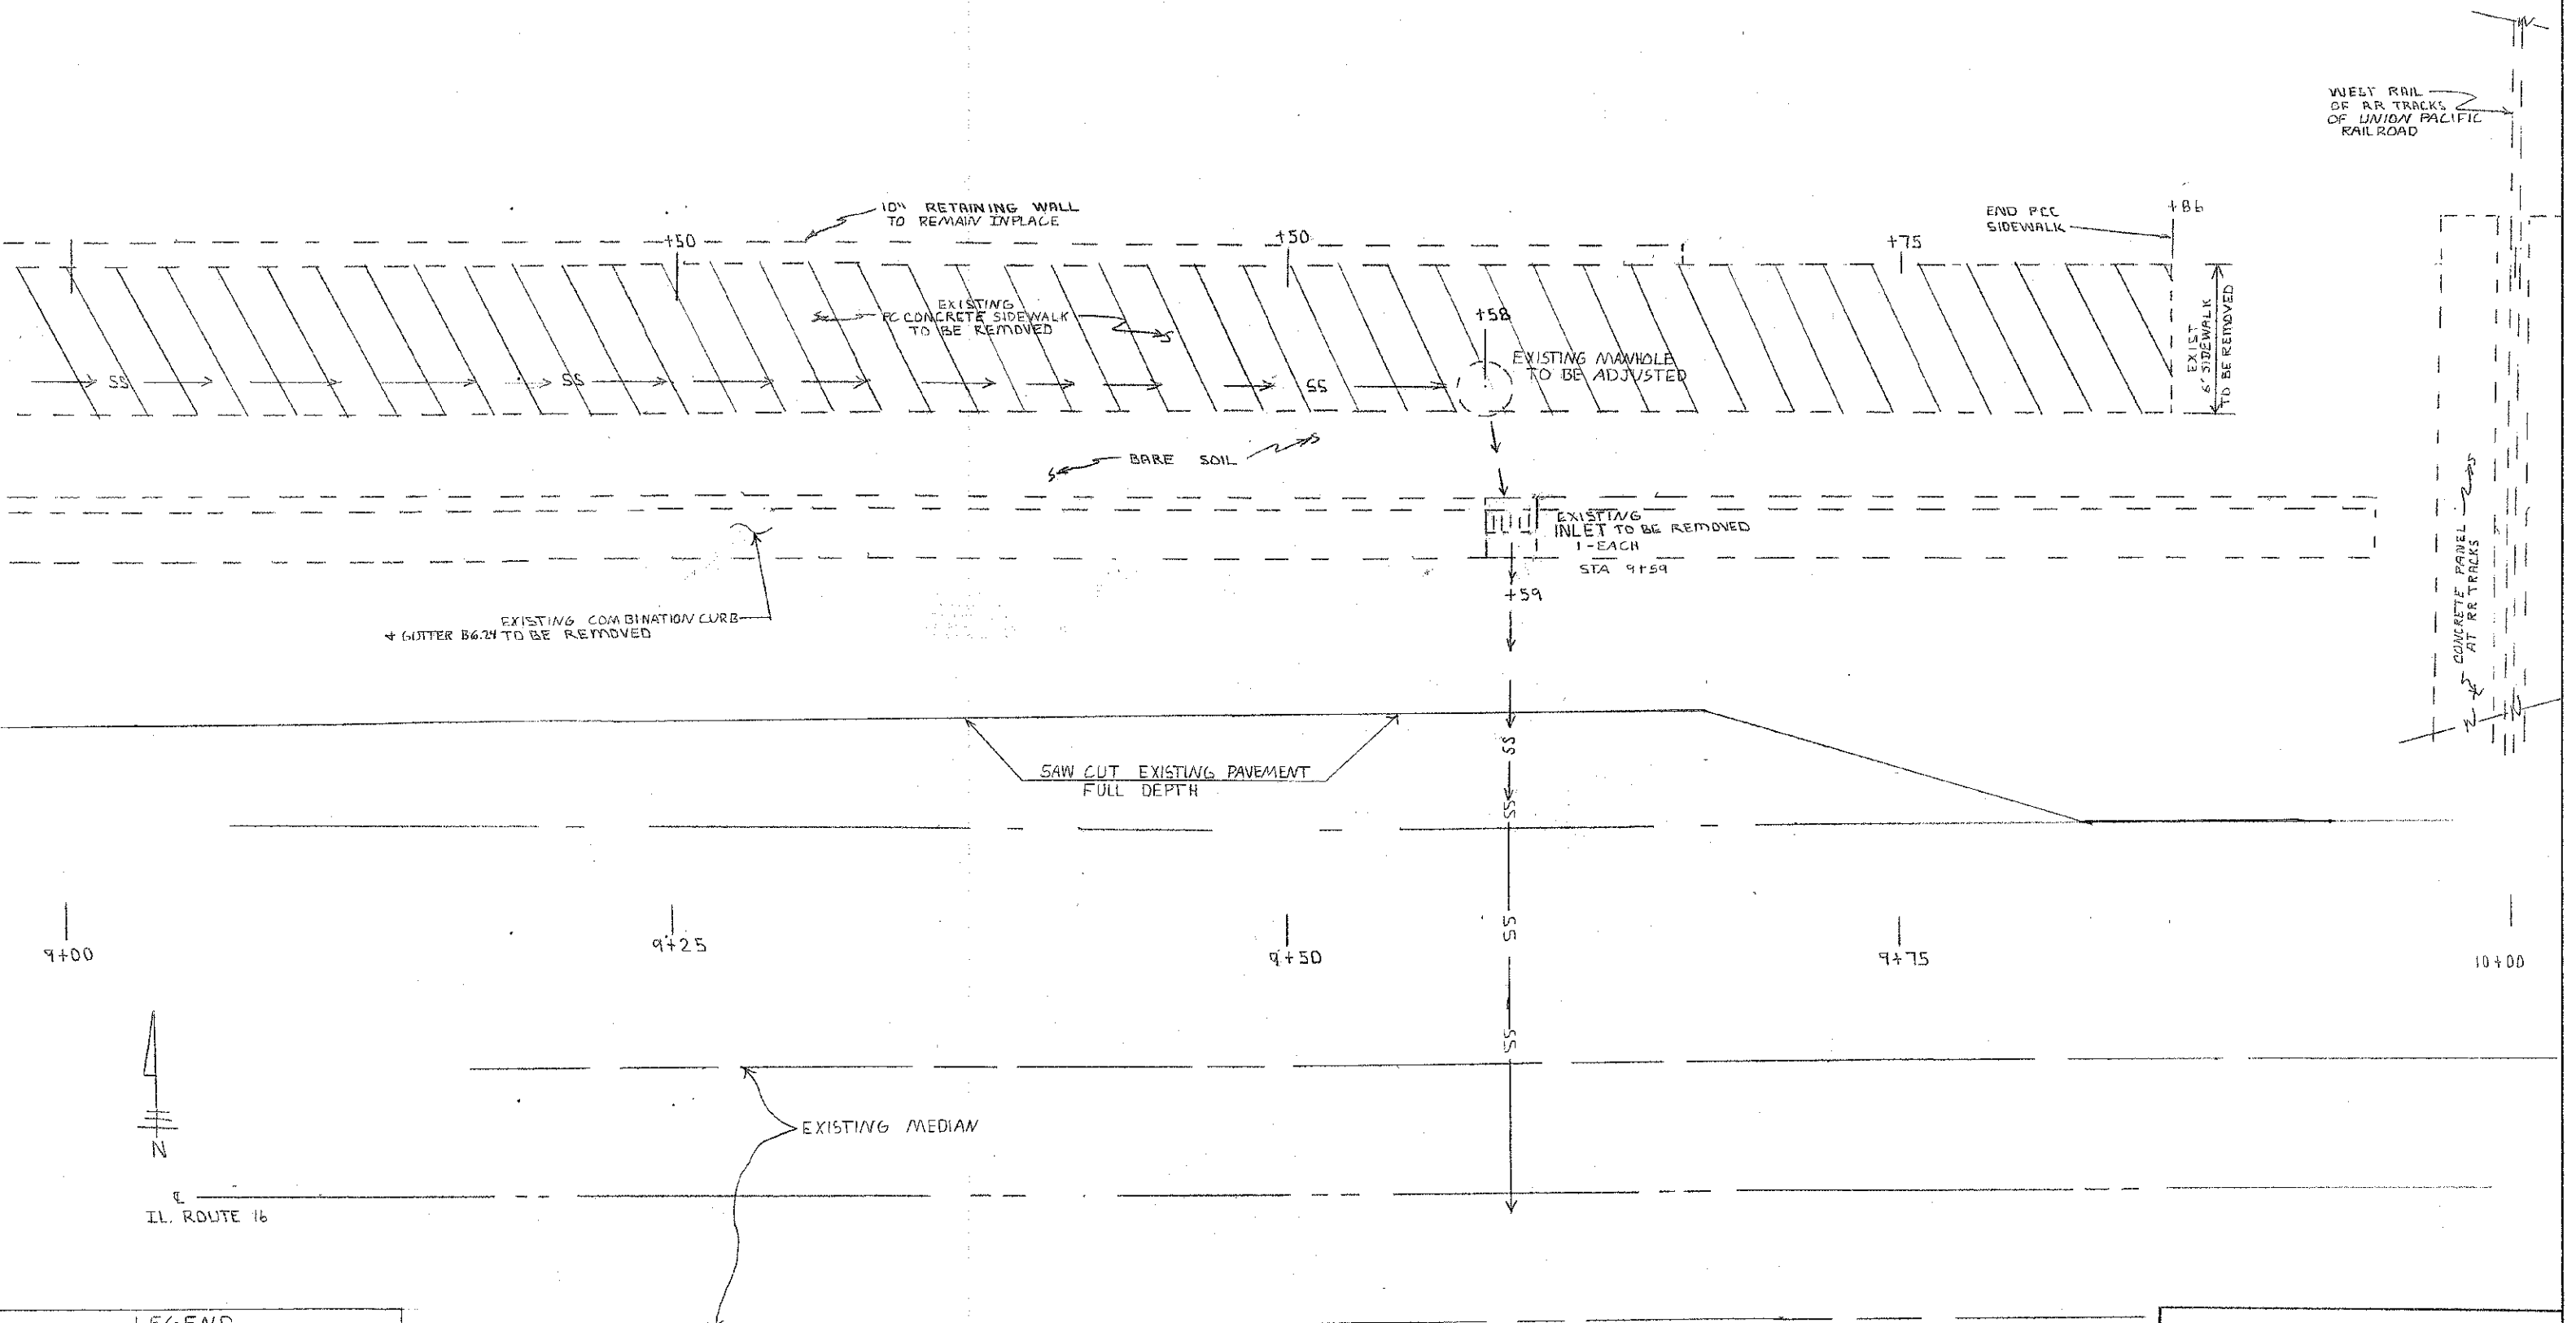 WEST RAIL
OF RR TRACKS
OF UNION PACIFIC
RAILROAD
10" RETAINING WALL
TO REMAIN INPLACE
END PCC
SIDEWALK
+86
+50
+50
+75
EXISTING
PC CONCRETE SIDEWALK
TO BE REMOVED
+58
EXISTING MANHOLE
TO BE ADJUSTED
EXIST
6' SIDEWALK
TO BE REMOVED
SS
SS
SS
BARE SOIL
EXISTING
INLET TO BE REMOVED
1-EACH
STA 9+59
+59
CONCRETE PANEL
AT RR TRACKS
EXISTING COMBINATION CURB
+ GUTTER B6.24 TO BE REMOVED
SS
SAW CUT EXISTING PAVEMENT
FULL DEPTH
SS
SS
9+00
9+25
9+50
9+75
10+00
SS
N
EXISTING MEDIAN
℄
IL. ROUTE 16
LEGEND